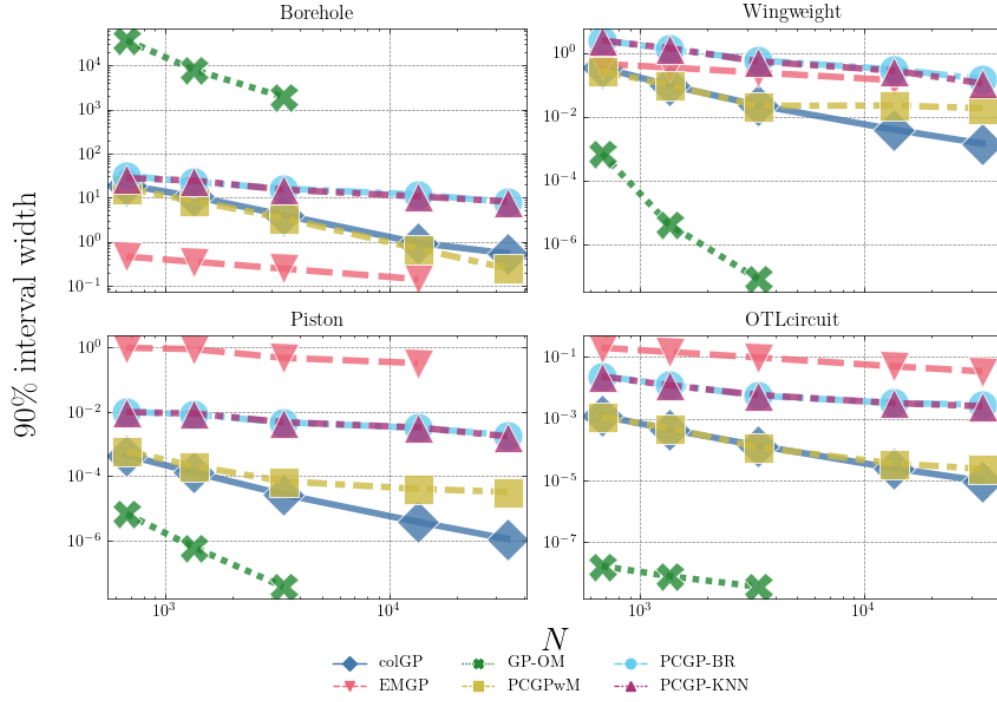 Borehole
Wingweight
10^4
10^3
10^2
10^1
10^0
10^-1
10^0
10^-2
10^-4
10^-6
90% interval width
Piston
OTLcircuit
10^0
10^-2
10^-4
10^-6
10^-1
10^-3
10^-5
10^-7
10^3
10^4
10^3
10^4
N
colGP
GP-OM
PCGP-BR
EMGP
PCGPwM
PCGP-KNN